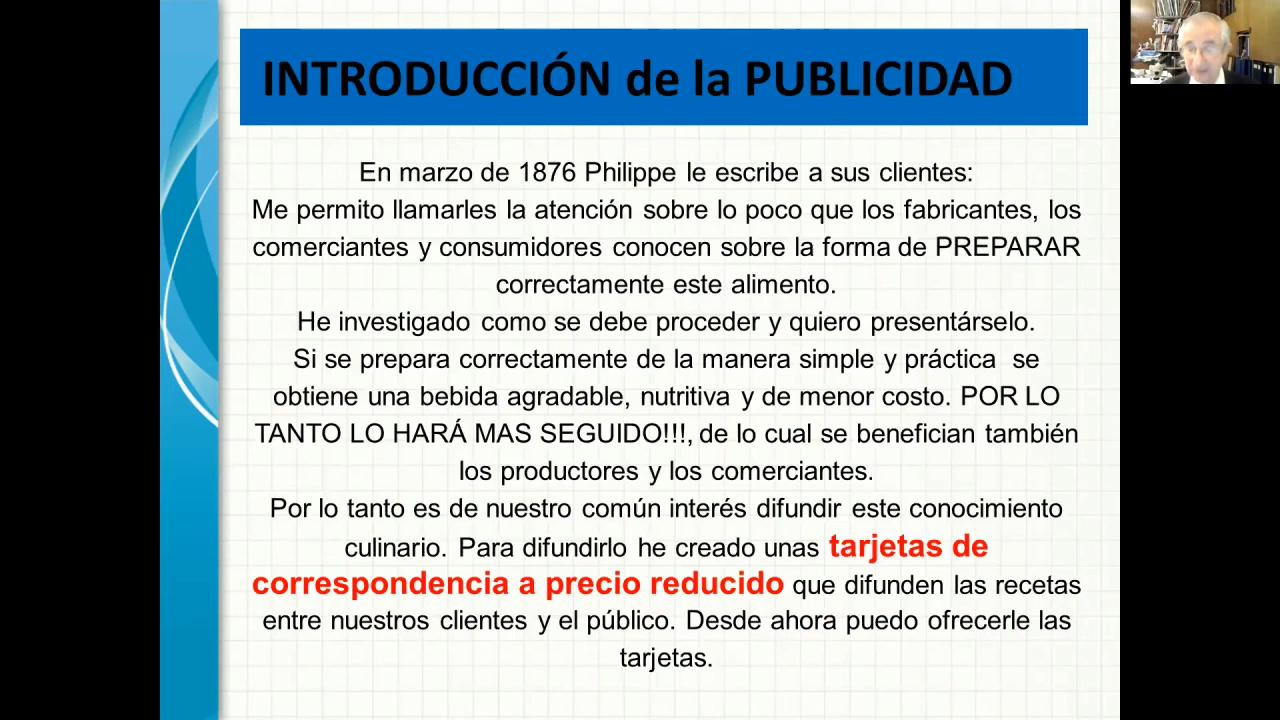 INTRODUCCIÓN de la PUBLICIDAD
En marzo de 1876 Philippe le escribe a sus clientes:
Me permito llamarles la atención sobre lo poco que los fabricantes, los
comerciantes y consumidores conocen sobre la forma de PREPARAR
correctamente este alimento.
He investigado como se debe proceder y quiero presentárselo.
Si se prepara correctamente de la manera simple y práctica se
obtiene una bebida agradable, nutritiva y de menor costo. POR LO
TANTO LO HARÁ MAS SEGUIDO!!!, de lo cual se benefician también
los productores y los comerciantes.
Por lo tanto es de nuestro común interés difundir este conocimiento
culinario. Para difundirlo he creado unas tarjetas de
correspondencia a precio reducido que difunden las recetas
entre nuestros clientes y el público. Desde ahora puedo ofrecerle las
tarjetas.